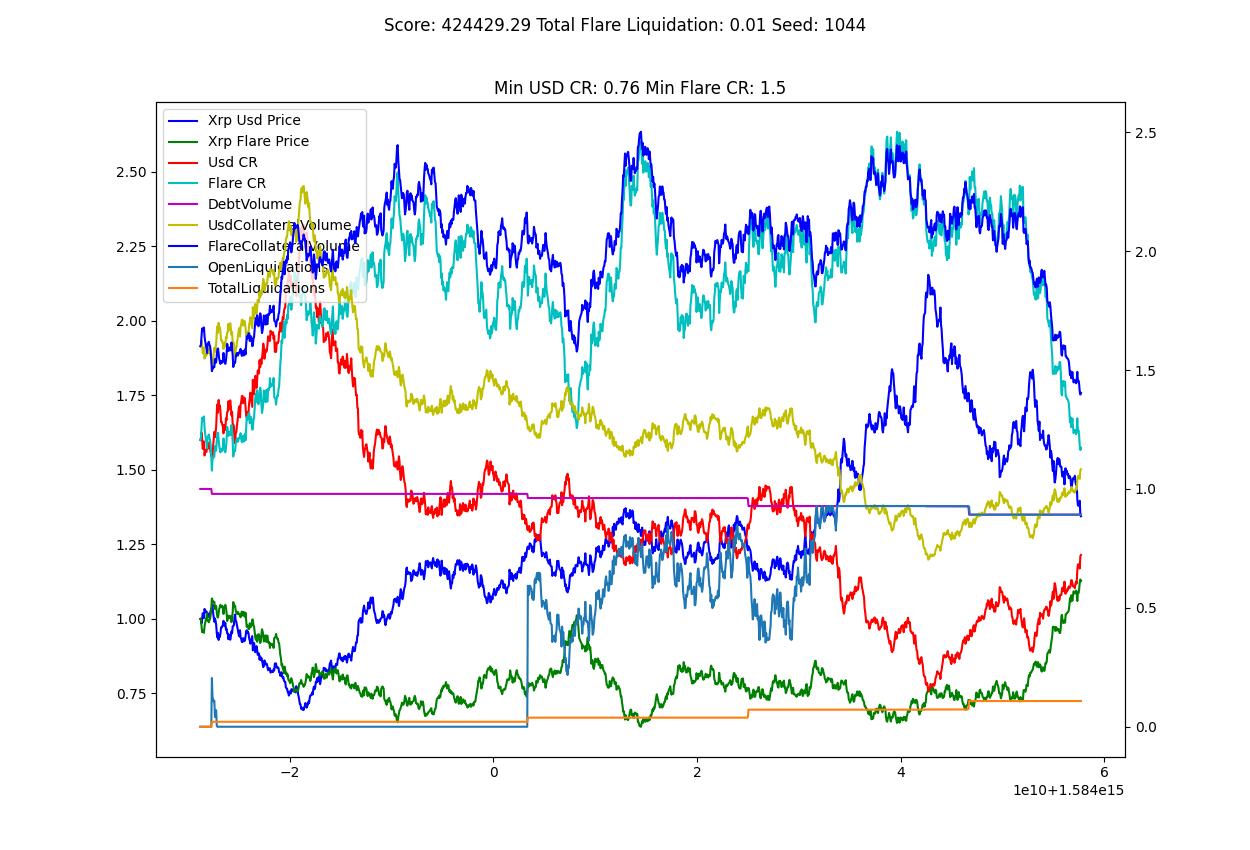 Score: 424429.29 Total Flare Liquidation: 0.01 Seed: 1044
Min USD CR: 0.76 Min Flare CR: 1.5
Xrp Usd Price
Xrp Flare Price
Usd CR
Flare CR
DebtVolume
UsdCollateralVolume
FlareCollateralVolume
OpenLiquidations
TotalLiquidations
2.50
2.25
2.00
1.75
1.50
1.25
1.00
0.75
2.5
2.0
1.5
1.0
0.5
0.0
−2 0 2 4 6
1e10+1.584e15